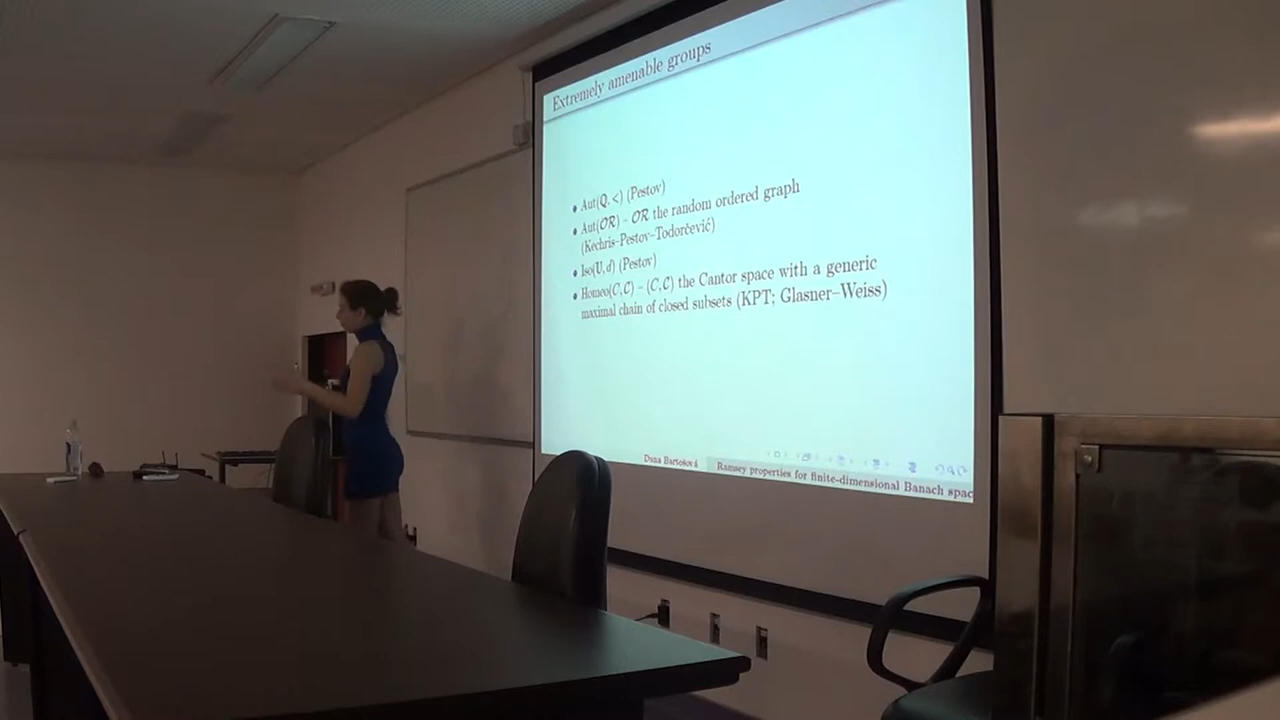 Extremely amenable groups
• Aut(Q, <) (Pestov)
• Aut(𝒪ℛ) – 𝒪ℛ the random ordered graph
(Kechris–Pestov–Todorčević)
• Iso(U, d) (Pestov)
• Homeo(C, 𝒞) – (C, 𝒞) the Cantor space with a generic
maximal chain of closed subsets (KPT; Glasner–Weiss)
Dana Bartošová
Ramsey properties for finite-dimensional Banach spac